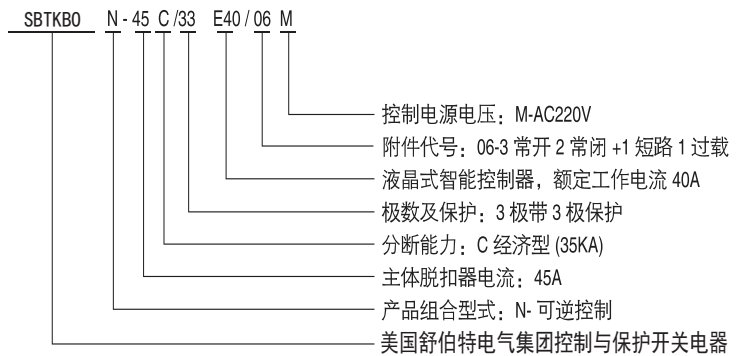 SBTKB0 N-45 C/33 E40/06 M
控制电源电压：M-AC220V
附件代号：06-3 常开 2 常闭 +1 短路 1 过载
液晶式智能控制器，额定工作电流 40A
极数及保护：3 极带 3 极保护
分断能力：C 经济型 (35KA)
主体脱扣器电流：45A
产品组合型式：N- 可逆控制
美国舒伯特电气集团控制与保护开关电器